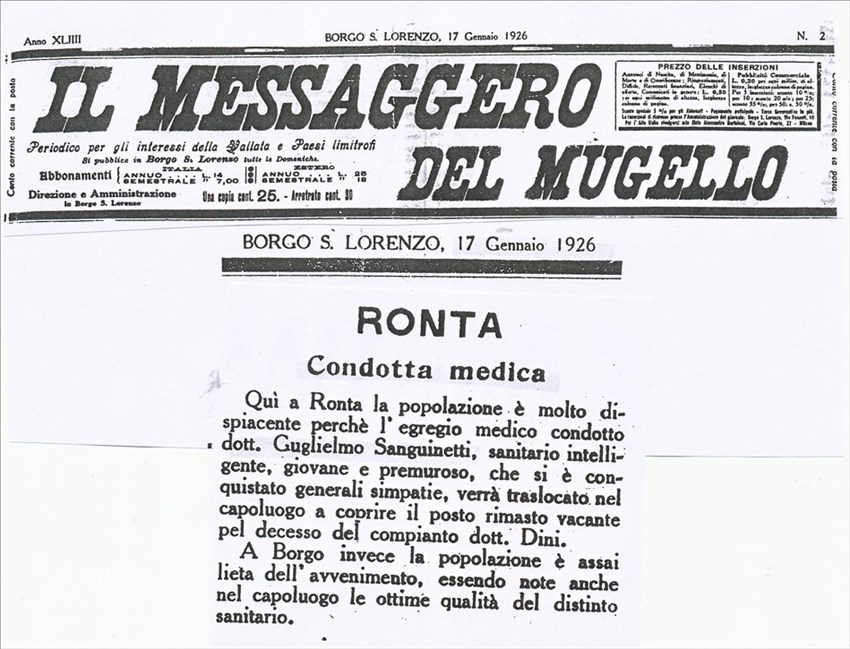 Anno XLIIII
BORGO S. LORENZO, 17 Gennaio 1926
N. 2
Conto corrente con la posta
IL MESSAGGERO
DEL MUGELLO
Periodico per gli interessi della Vallata e Paesi limitrofi
Si pubblica in Borgo S. Lorenzo tutte le Domeniche.
Abbonamenti
ITALIA
ANNUO . . . . L. 14
SEMESTRALE „ 7,00
ESTERO
ANNUO . . . . L. 25
SEMESTRALE „
Direzione e Amministrazione
in Borgo S. Lorenzo
Una copia cent. 25. - Arretrato cent. 30
PREZZO DELLE INSERZIONI
Pubblicità Commerciale
BORGO S. LORENZO, 17 Gennaio 1926
RONTA
Condotta medica
Quì a Ronta la popolazione è molto di-
spiacente perchè l'egregio medico condotto
dott. Guglielmo Sanguinetti, sanitario intelli-
gente, giovane e premuroso, che si è con-
quistato generali simpatie, verrà traslocato nel
capoluogo a coprire il posto rimasto vacante
pel decesso del compianto dott. Dini.
A Borgo invece la popolazione è assai
lieta dell'avvenimento, essendo note anche
nel capoluogo le ottime qualità del distinto
sanitario.